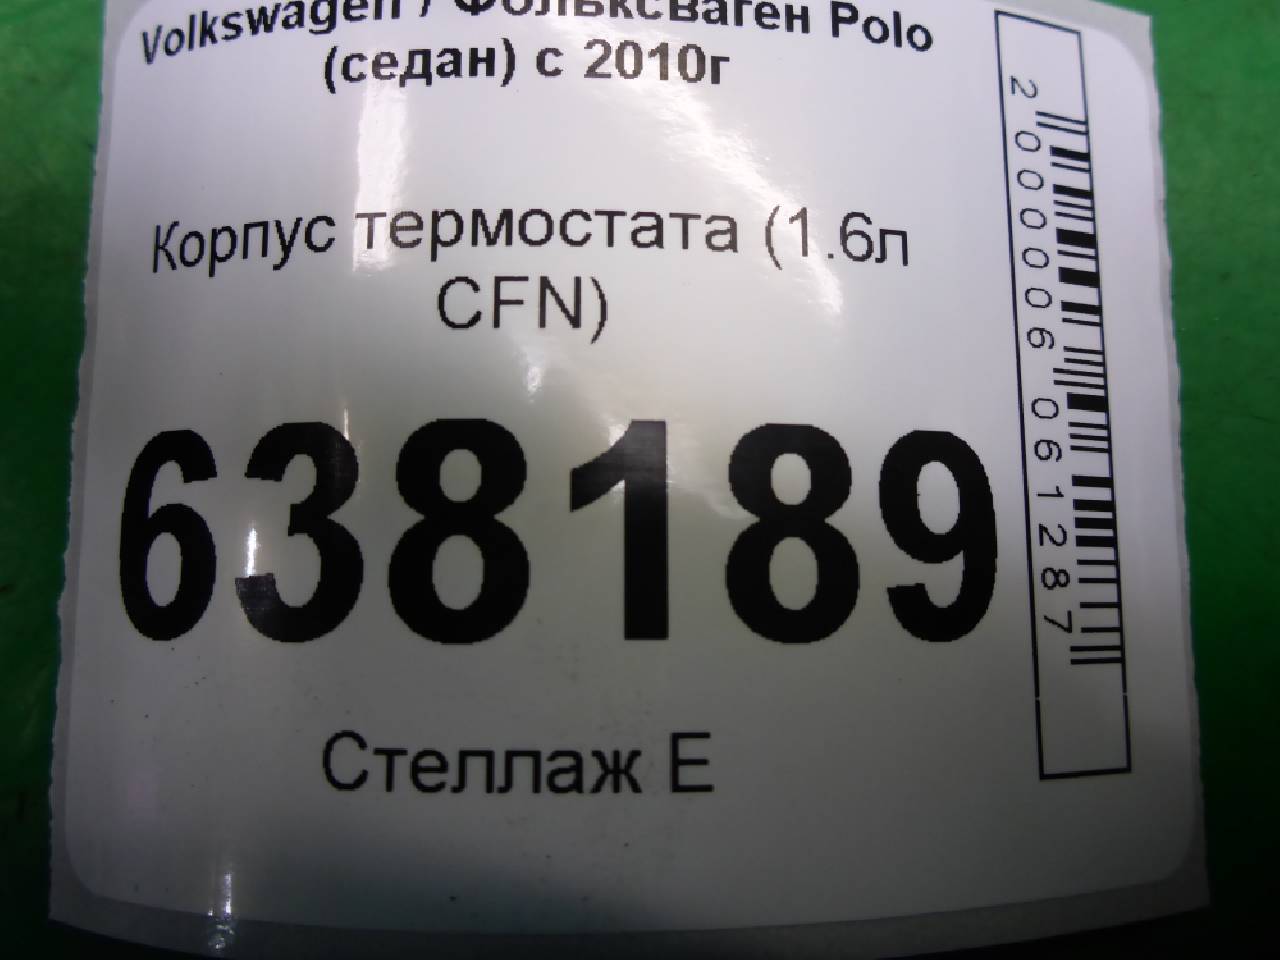 Volkswagen / Фольксваген Polo
(седан) с 2010г
Корпус термостата (1.6л
CFN)
638189
Стеллаж Е
2000006061287